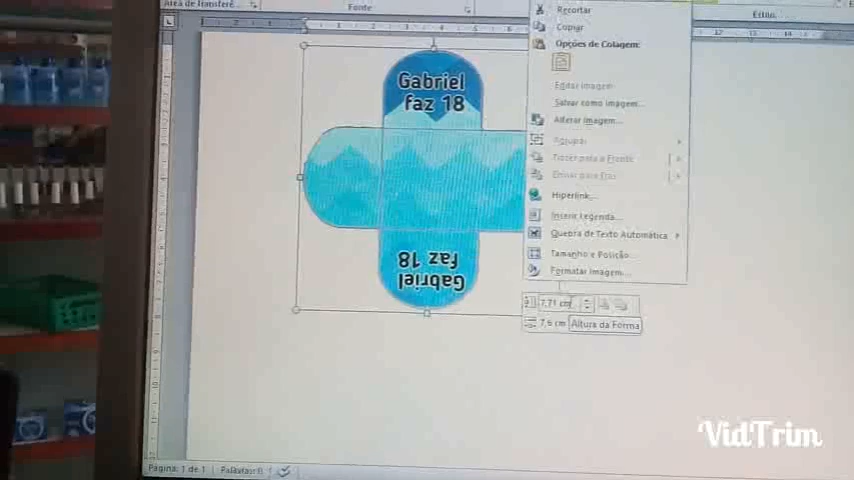 Área de Transferê...
Fonte
Estilo
Recortar
Copiar
Opções de Colagem:
Editar imagem
Salvar como imagem...
Alterar Imagem...
Agrupar
Trazer para a Frente
Enviar para Trás
Hiperlink...
Inserir Legenda...
Quebra de Texto Automática
Tamanho e Posição...
Formatar Imagem...
7,71 cm
7,6 cm
Altura da Forma
Gabriel
faz 18
Gabriel
faz 18
Página: 1 de 1
Palavras: 0
VidTrim